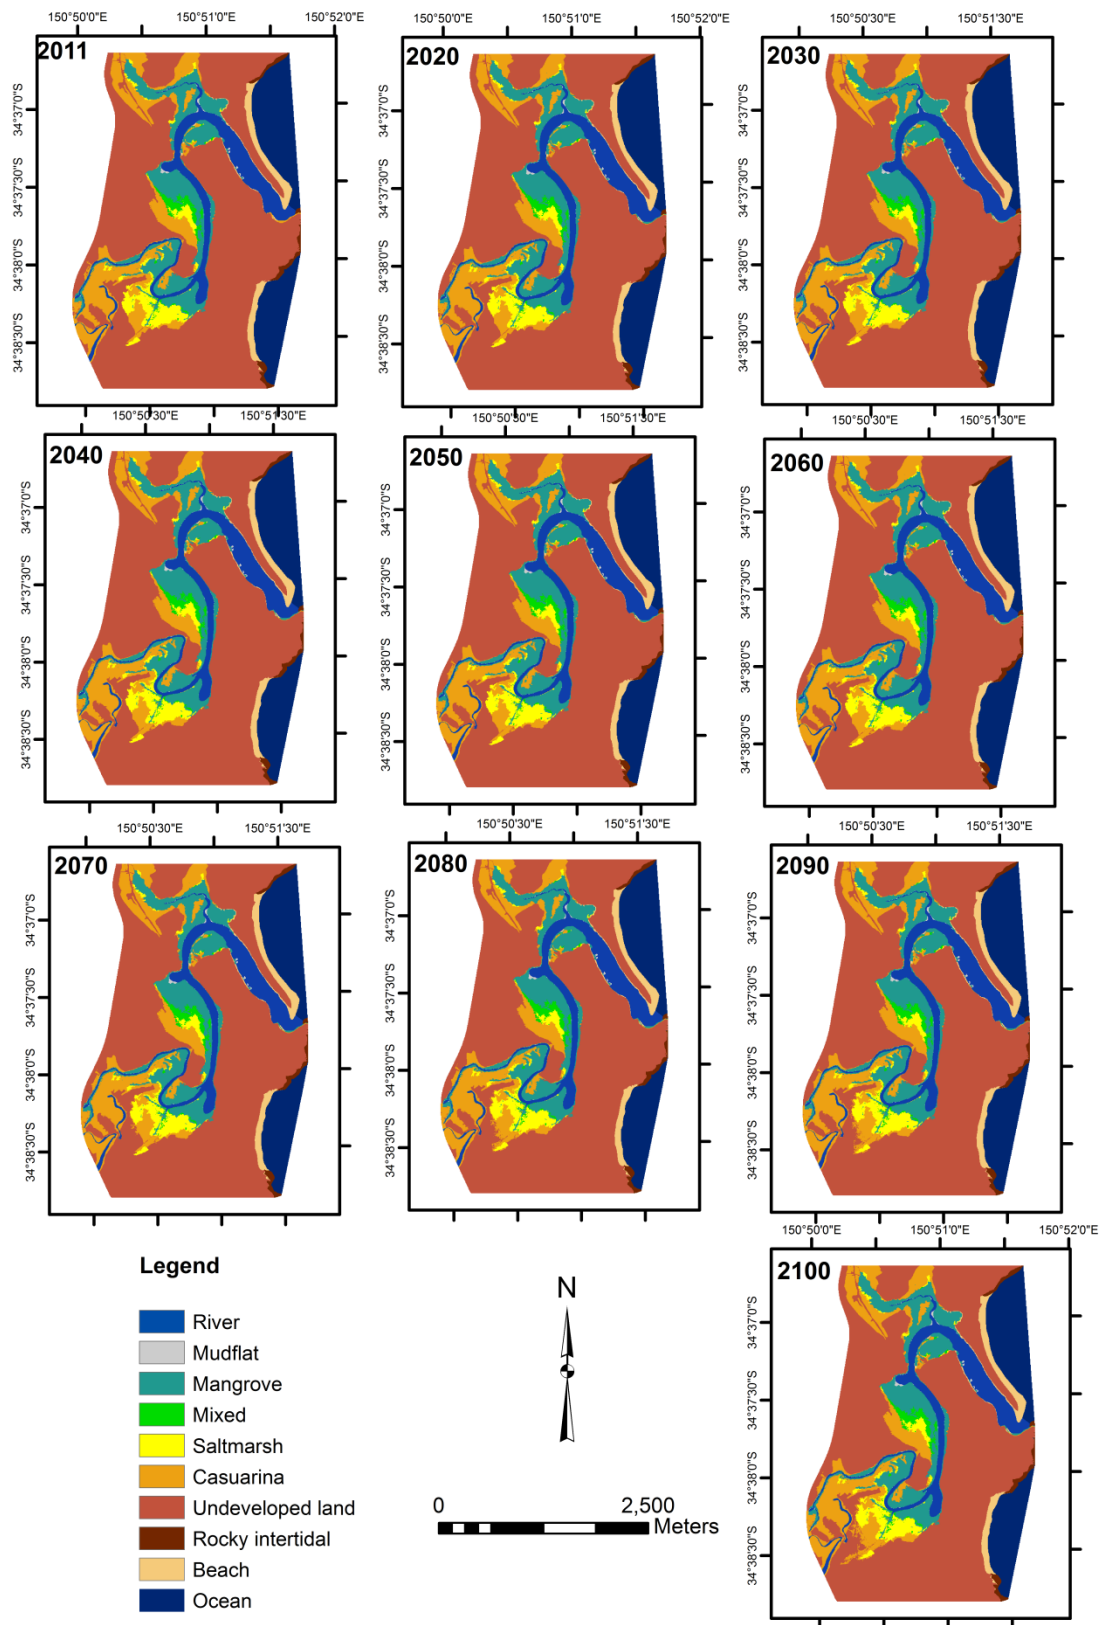 150°50'0"E 150°51'0"E 150°52'0"E
150°50'0"E 150°51'0"E 150°52'0"E
150°50'30"E 150°51'30"E
2011
2020
2030
34°37'0"S
34°37'30"S
34°38'0"S
34°38'30"S
34°37'0"S
34°37'30"S
34°38'0"S
34°38'30"S
34°37'0"S
34°37'30"S
34°38'0"S
34°38'30"S
150°50'30"E 150°51'30"E
150°50'30"E 150°51'30"E
150°50'30"E 150°51'30"E
2040
2050
2060
34°37'0"S
34°37'30"S
34°38'0"S
34°38'30"S
34°37'0"S
34°37'30"S
34°38'0"S
34°38'30"S
34°37'0"S
34°37'30"S
34°38'0"S
34°38'30"S
150°50'30"E 150°51'30"E
150°50'30"E 150°51'30"E
150°50'30"E 150°51'30"E
2070
2080
2090
34°37'0"S
34°37'30"S
34°38'0"S
34°38'30"S
34°37'0"S
34°37'30"S
34°38'0"S
34°38'30"S
34°37'0"S
34°37'30"S
34°38'0"S
34°38'30"S
150°50'0"E 150°51'0"E 150°52'0"E
2100
34°37'0"S
34°37'30"S
34°38'0"S
34°38'30"S
Legend
River
Mudflat
Mangrove
Mixed
Saltmarsh
Casuarina
Undeveloped land
Rocky intertidal
Beach
Ocean
N
0 2,500
Meters